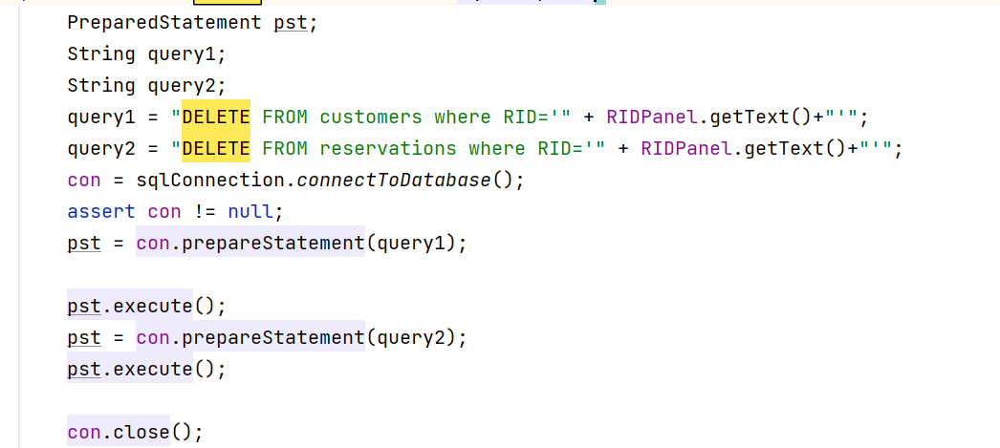 PreparedStatement pst;
String query1;
String query2;
query1 = "DELETE FROM customers where RID='" + RIDPanel.getText()+"'";
query2 = "DELETE FROM reservations where RID='" + RIDPanel.getText()+"'";
con = sqlConnection.connectToDatabase();
assert con != null;
pst = con.prepareStatement(query1);
pst.execute();
pst = con.prepareStatement(query2);
pst.execute();
con.close();